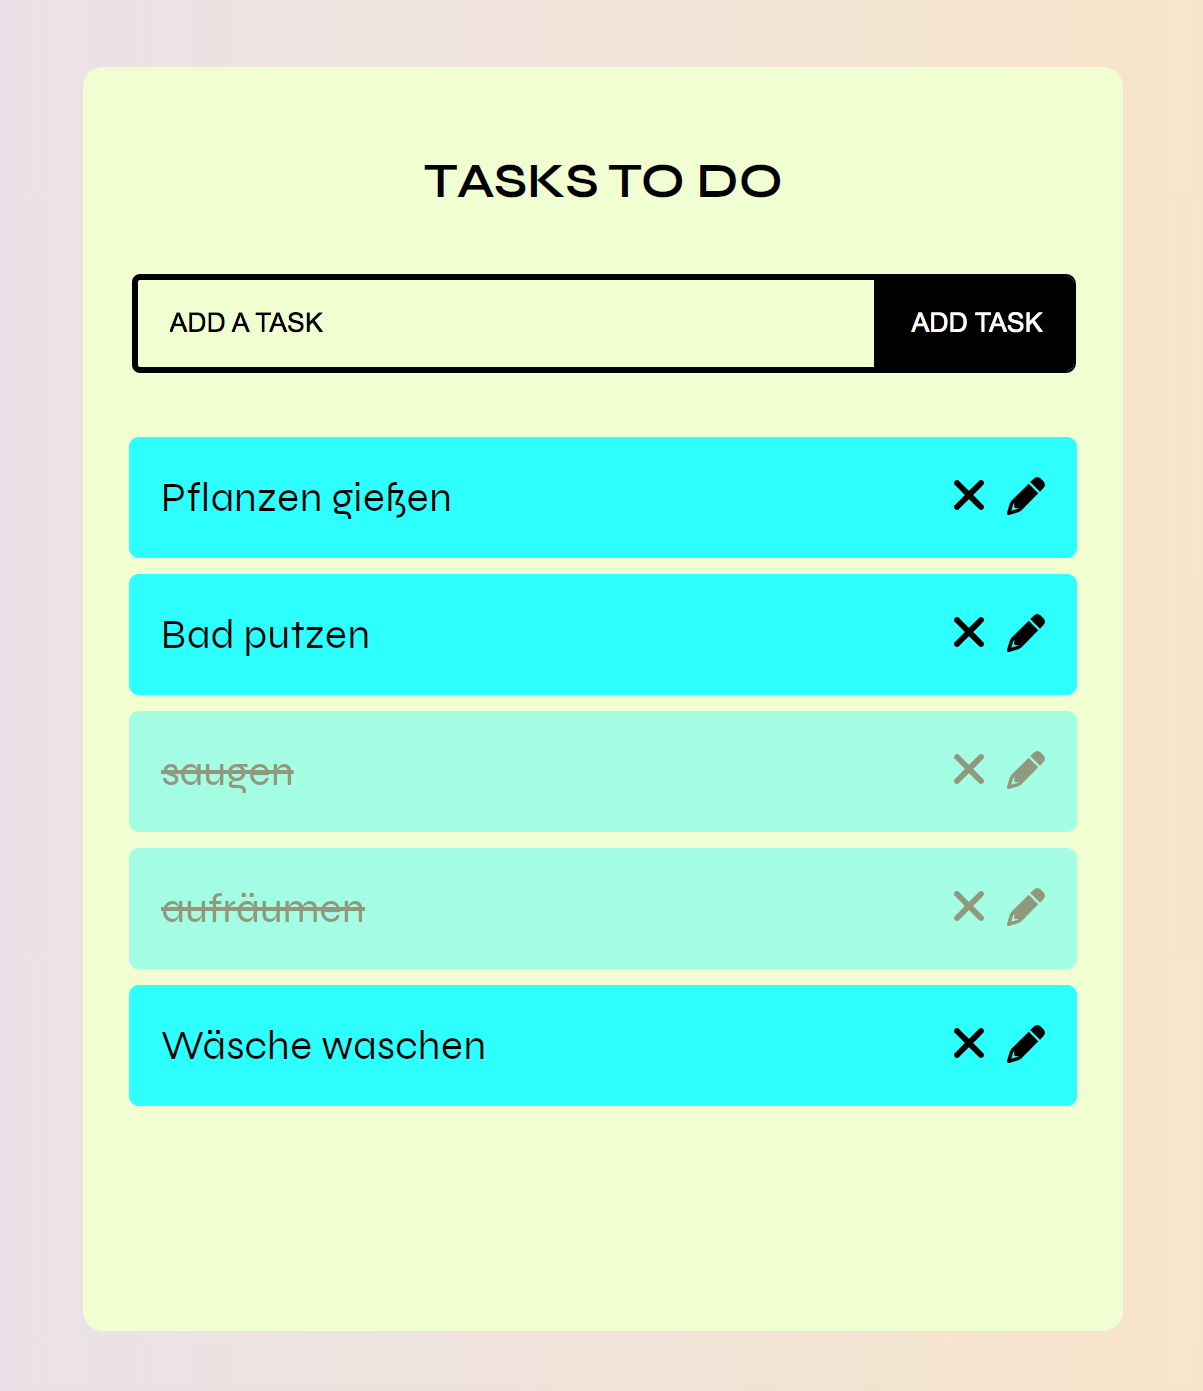 TASKS TO DO
ADD A TASK
ADD TASK
Pflanzen gießen
Bad putzen
saugen
aufräumen
Wäsche waschen